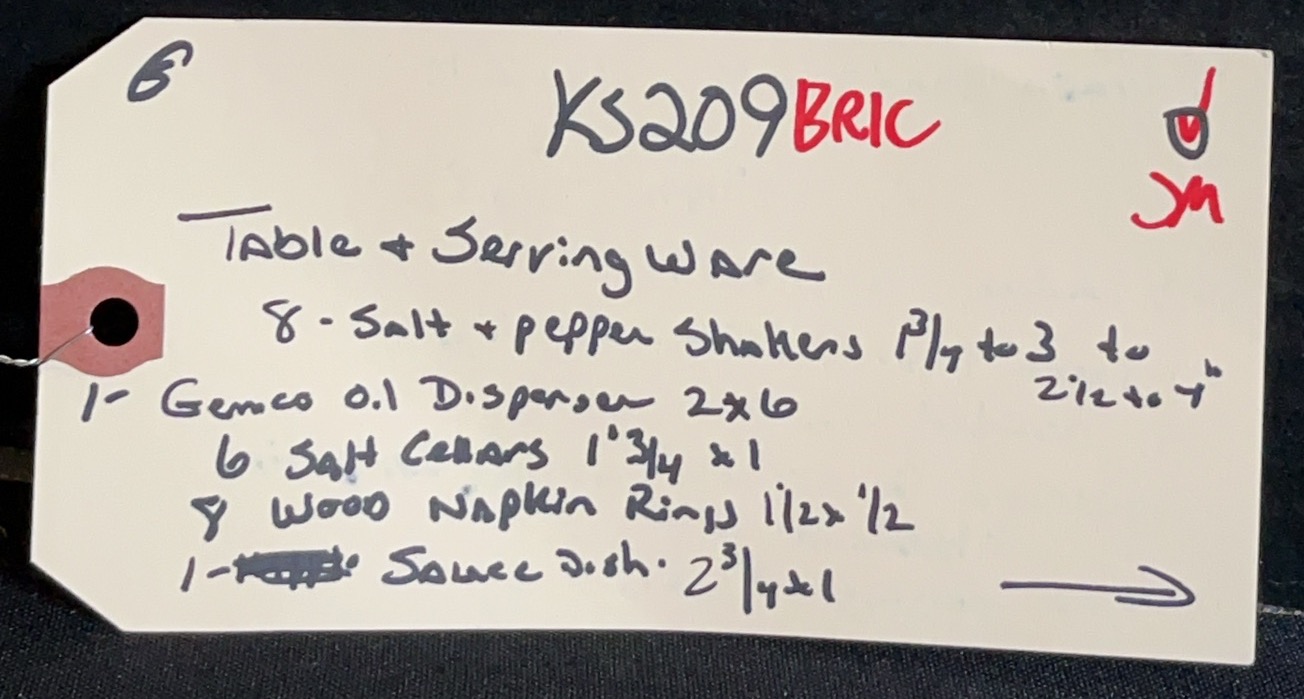 6
KS209BRIC
JM
Table + Serving Ware
8 - Salt + pepper Shakers 1 3/4 to 3 to
2 1/2 to 4"
1- Gemco Oil Dispenser 2x6
6 Salt Cellars 1" 3/4 x 1
8 Wood Napkin Rings 1 1/2 x 1/2
1- Sauce Dish. 2 3/4 x 1